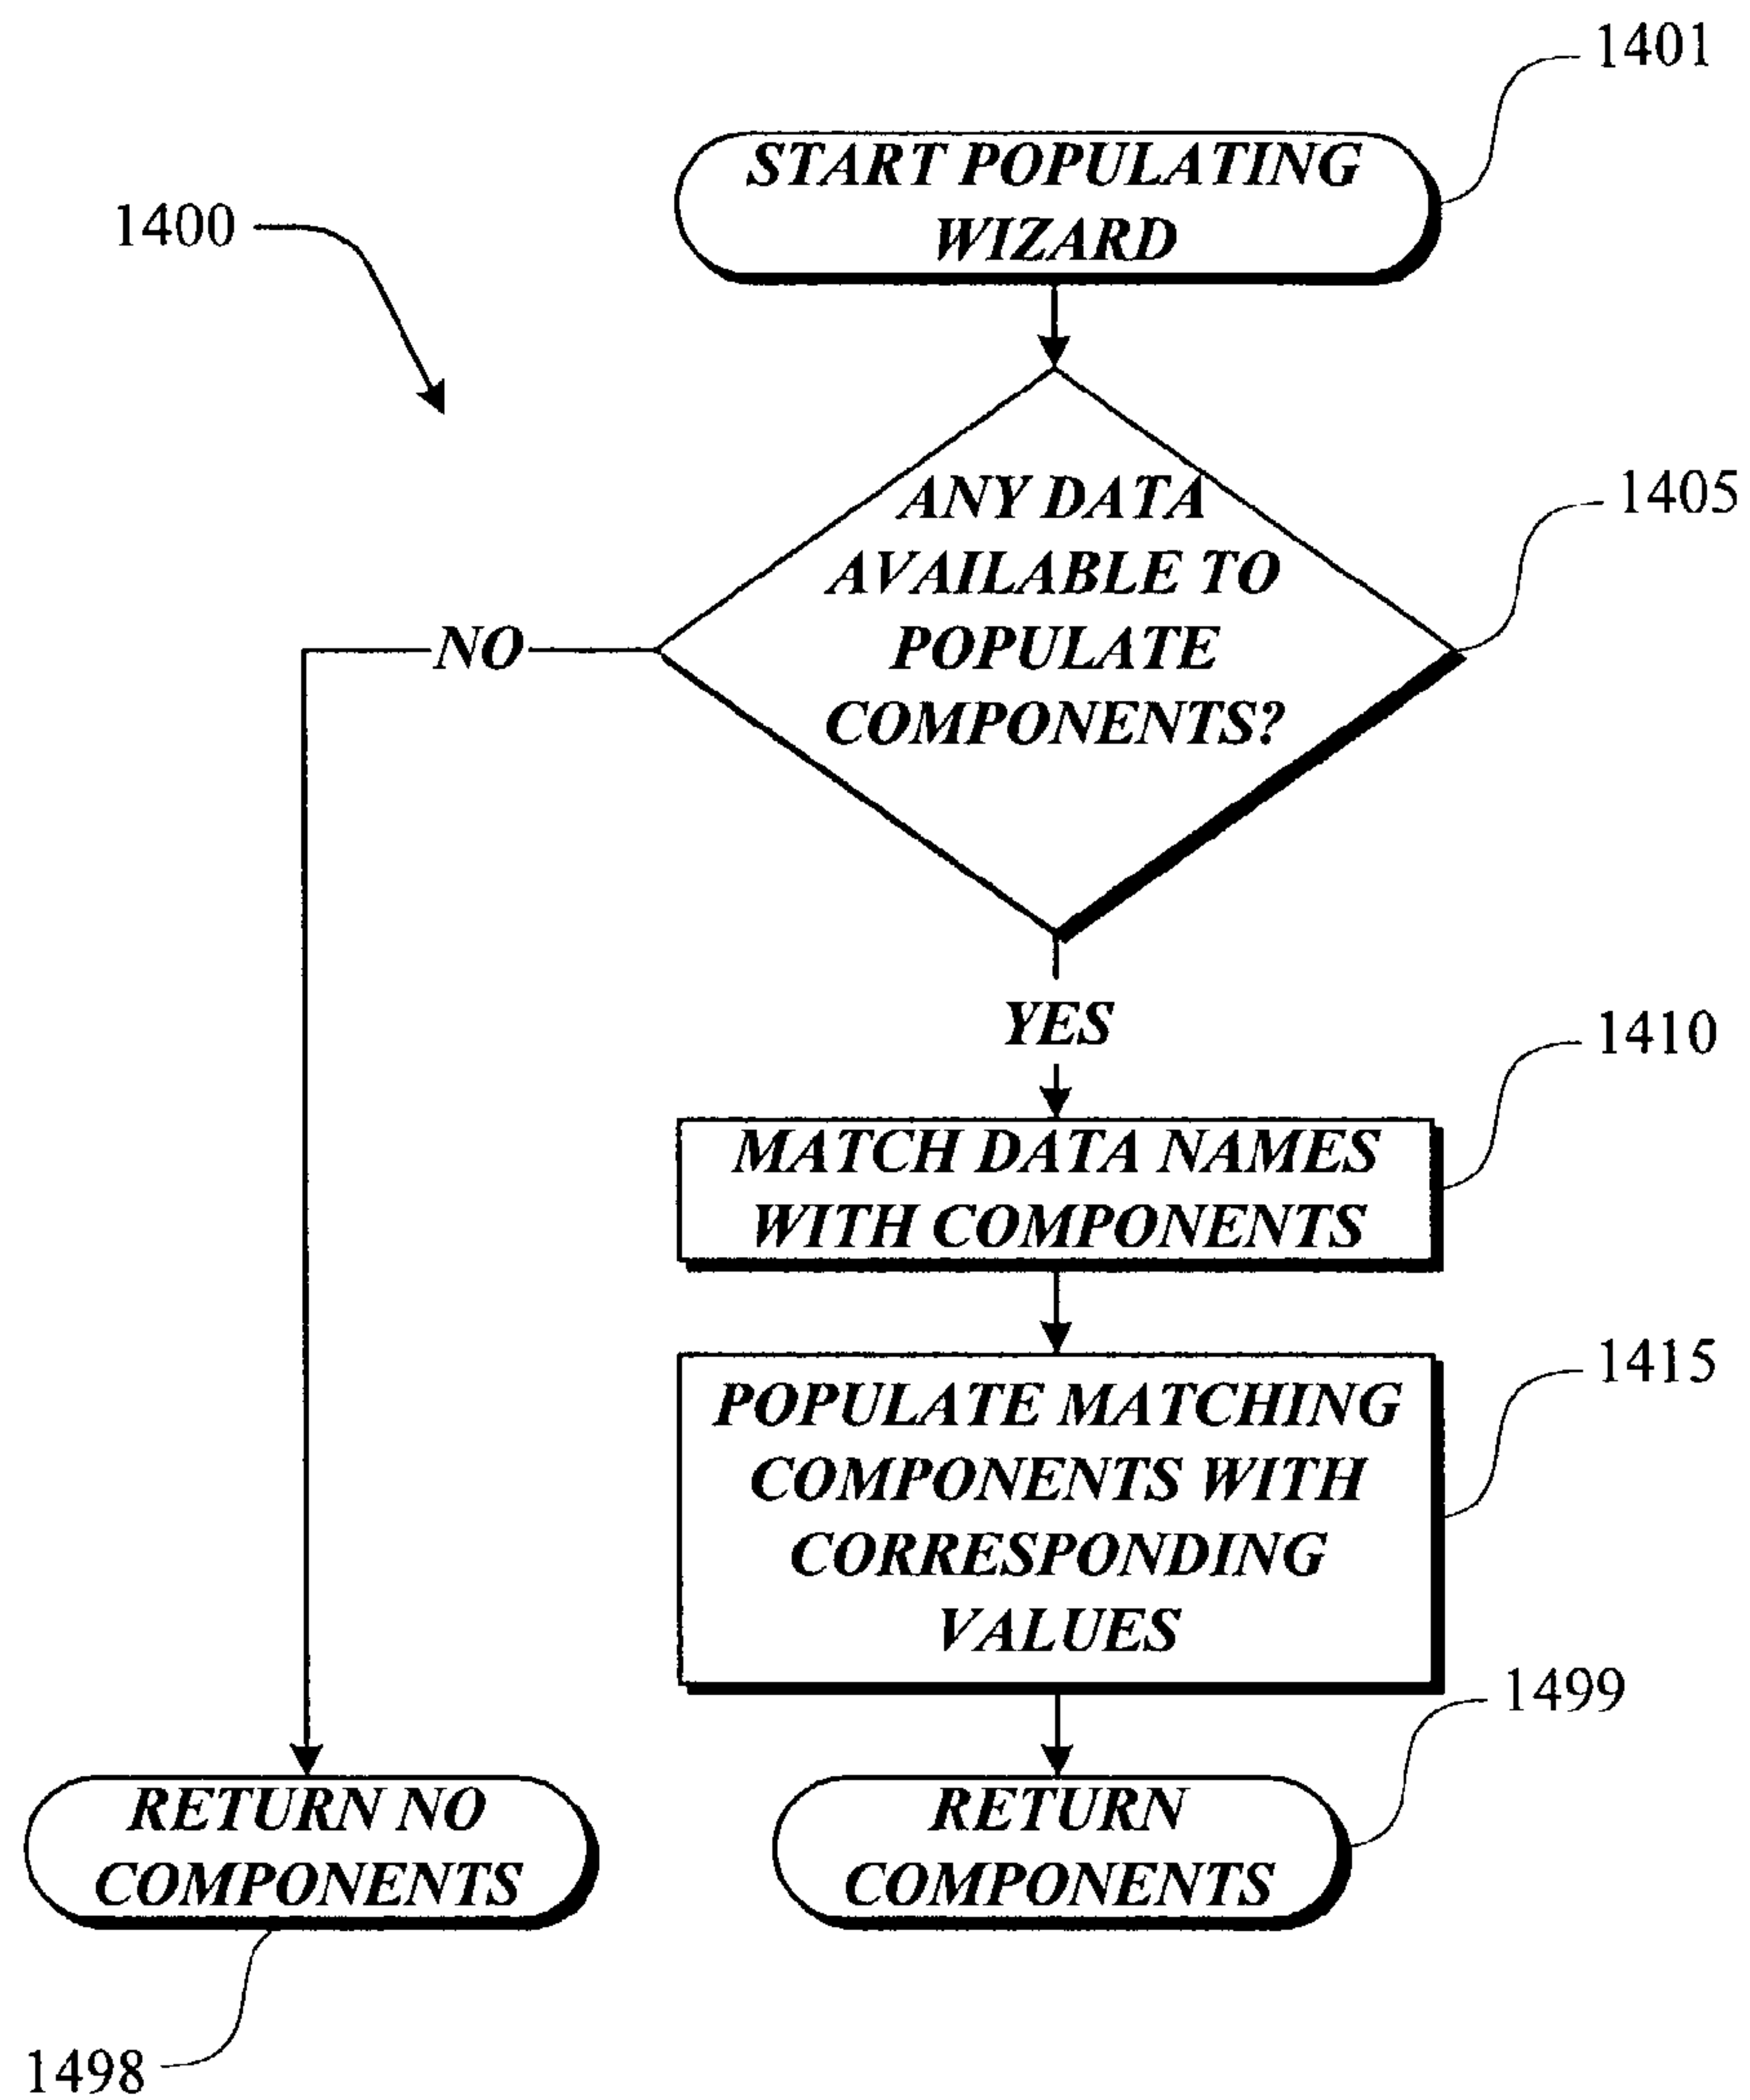 1401
START POPULATING
WIZARD
1400
1405
ANY DATA
AVAILABLE TO
POPULATE
COMPONENTS?
NO
YES
1410
MATCH DATA NAMES
WITH COMPONENTS
1415
POPULATE MATCHING
COMPONENTS WITH
CORRESPONDING
VALUES
1499
RETURN NO
COMPONENTS
RETURN
COMPONENTS
1498